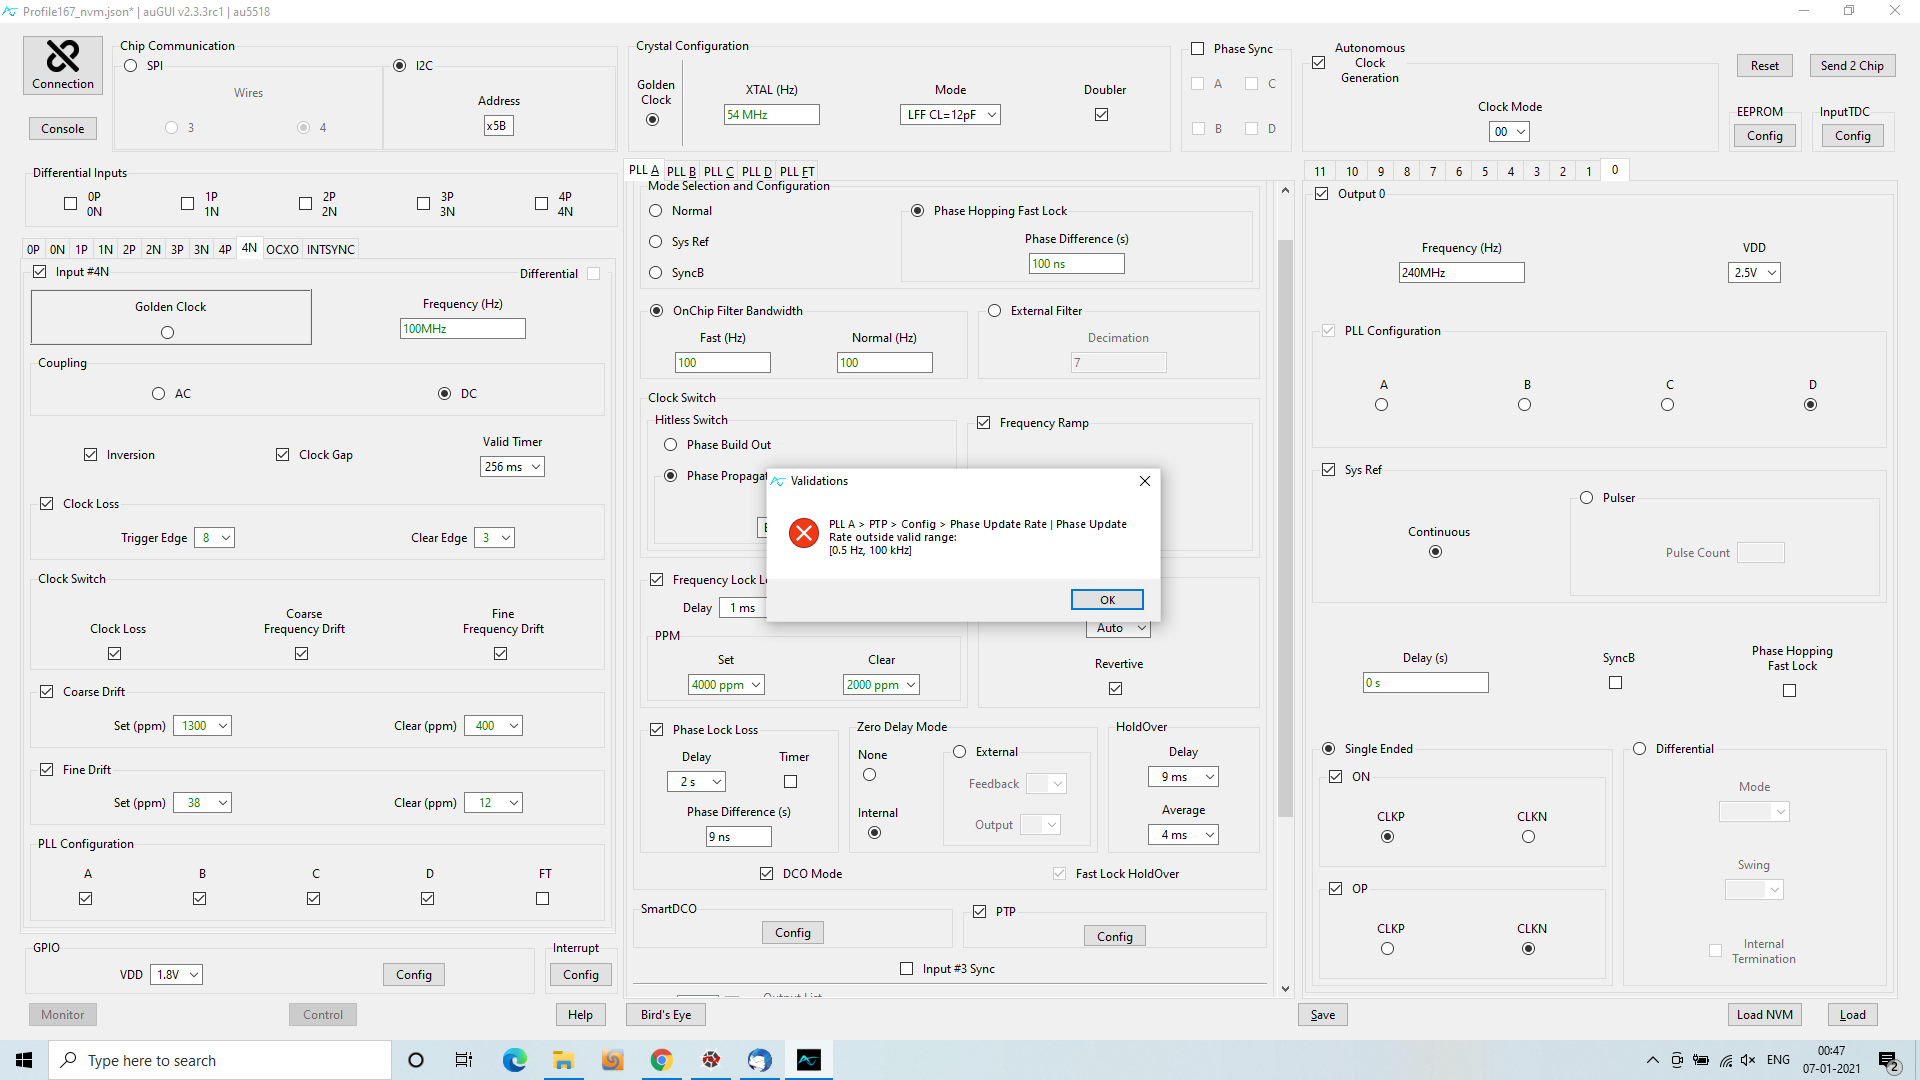 Profile167_nvm.json* | auGUI v2.3.3rc1 | au5518
Connection
Console
Chip Communication
SPI
Wires
3
4
I2C
Address
x5B
Crystal Configuration
Golden
Clock
XTAL (Hz)
54 MHz
Mode
LFF CL=12pF
Doubler
Phase Sync
A
C
B
D
Autonomous
Clock
Generation
Clock Mode
00
Reset
Send 2 Chip
EEPROM
Config
InputTDC
Config
Differential Inputs
0P
0N
1P
1N
2P
2N
3P
3N
4P
4N
0P 0N 1P 1N 2P 2N 3P 3N 4P 4N OCXO INTSYNC
Input #4N
Differential
Golden Clock
Frequency (Hz)
100MHz
Coupling
AC
DC
Inversion
Clock Gap
Valid Timer
256 ms
Clock Loss
Trigger Edge 8
Clear Edge 3
Clock Switch
Clock Loss
Coarse
Frequency Drift
Fine
Frequency Drift
Coarse Drift
Set (ppm) 1300
Clear (ppm) 400
Fine Drift
Set (ppm) 38
Clear (ppm) 12
PLL Configuration
A B C D FT
GPIO
VDD 1.8V
Config
Interrupt
Config
Monitor
Control
Help
PLL A PLL B PLL C PLL D PLL FT
Mode Selection and Configuration
Normal
Sys Ref
SyncB
Phase Hopping Fast Lock
Phase Difference (s)
100 ns
OnChip Filter Bandwidth
Fast (Hz)
100
Normal (Hz)
100
External Filter
Decimation
7
Clock Switch
Hitless Switch
Phase Build Out
Phase Propagat
Frequency Ramp
Validations
PLL A > PTP > Config > Phase Update Rate | Phase Update
Rate outside valid range:
[0.5 Hz, 100 kHz]
OK
Frequency Lock L
Delay 1 ms
PPM
Set
4000 ppm
Clear
2000 ppm
Auto
Revertive
Phase Lock Loss
Delay
2 s
Timer
Phase Difference (s)
9 ns
Zero Delay Mode
None
Internal
External
Feedback
Output
HoldOver
Delay
9 ms
Average
4 ms
DCO Mode
Fast Lock HoldOver
SmartDCO
Config
PTP
Config
Input #3 Sync
Output List
Bird's Eye
11 10 9 8 7 6 5 4 3 2 1 0
Output 0
Frequency (Hz)
240MHz
VDD
2.5V
PLL Configuration
A B C D
Sys Ref
Continuous
Pulser
Pulse Count
Delay (s)
0 s
SyncB
Phase Hopping
Fast Lock
Single Ended
ON
CLKP
CLKN
OP
CLKP
CLKN
Differential
Mode
Swing
Internal
Termination
Save
Load NVM
Load
Type here to search
ENG
00:47
07-01-2021
2